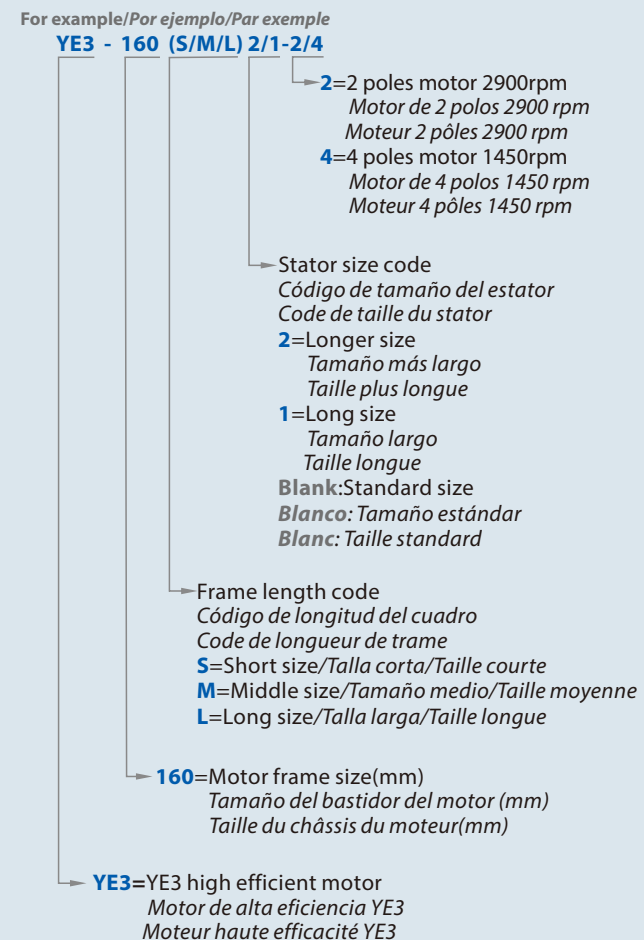 For example/Por ejemplo/Par exemple
YE3 - 160 (S/M/L) 2/1-2/4
2=2 poles motor 2900rpm
Motor de 2 polos 2900 rpm
Moteur 2 pôles 2900 rpm
4=4 poles motor 1450rpm
Motor de 4 polos 1450 rpm
Moteur 4 pôles 1450 rpm
Stator size code
Código de tamaño del estator
Code de taille du stator
2=Longer size
Tamaño más largo
Taille plus longue
1=Long size
Tamaño largo
Taille longue
Blank:Standard size
Blanco: Tamaño estándar
Blanc: Taille standard
Frame length code
Código de longitud del cuadro
Code de longueur de trame
S=Short size/Talla corta/Taille courte
M=Middle size/Tamaño medio/Taille moyenne
L=Long size/Talla larga/Taille longue
160=Motor frame size(mm)
Tamaño del bastidor del motor (mm)
Taille du châssis du moteur(mm)
YE3=YE3 high efficient motor
Motor de alta eficiencia YE3
Moteur haute efficacité YE3